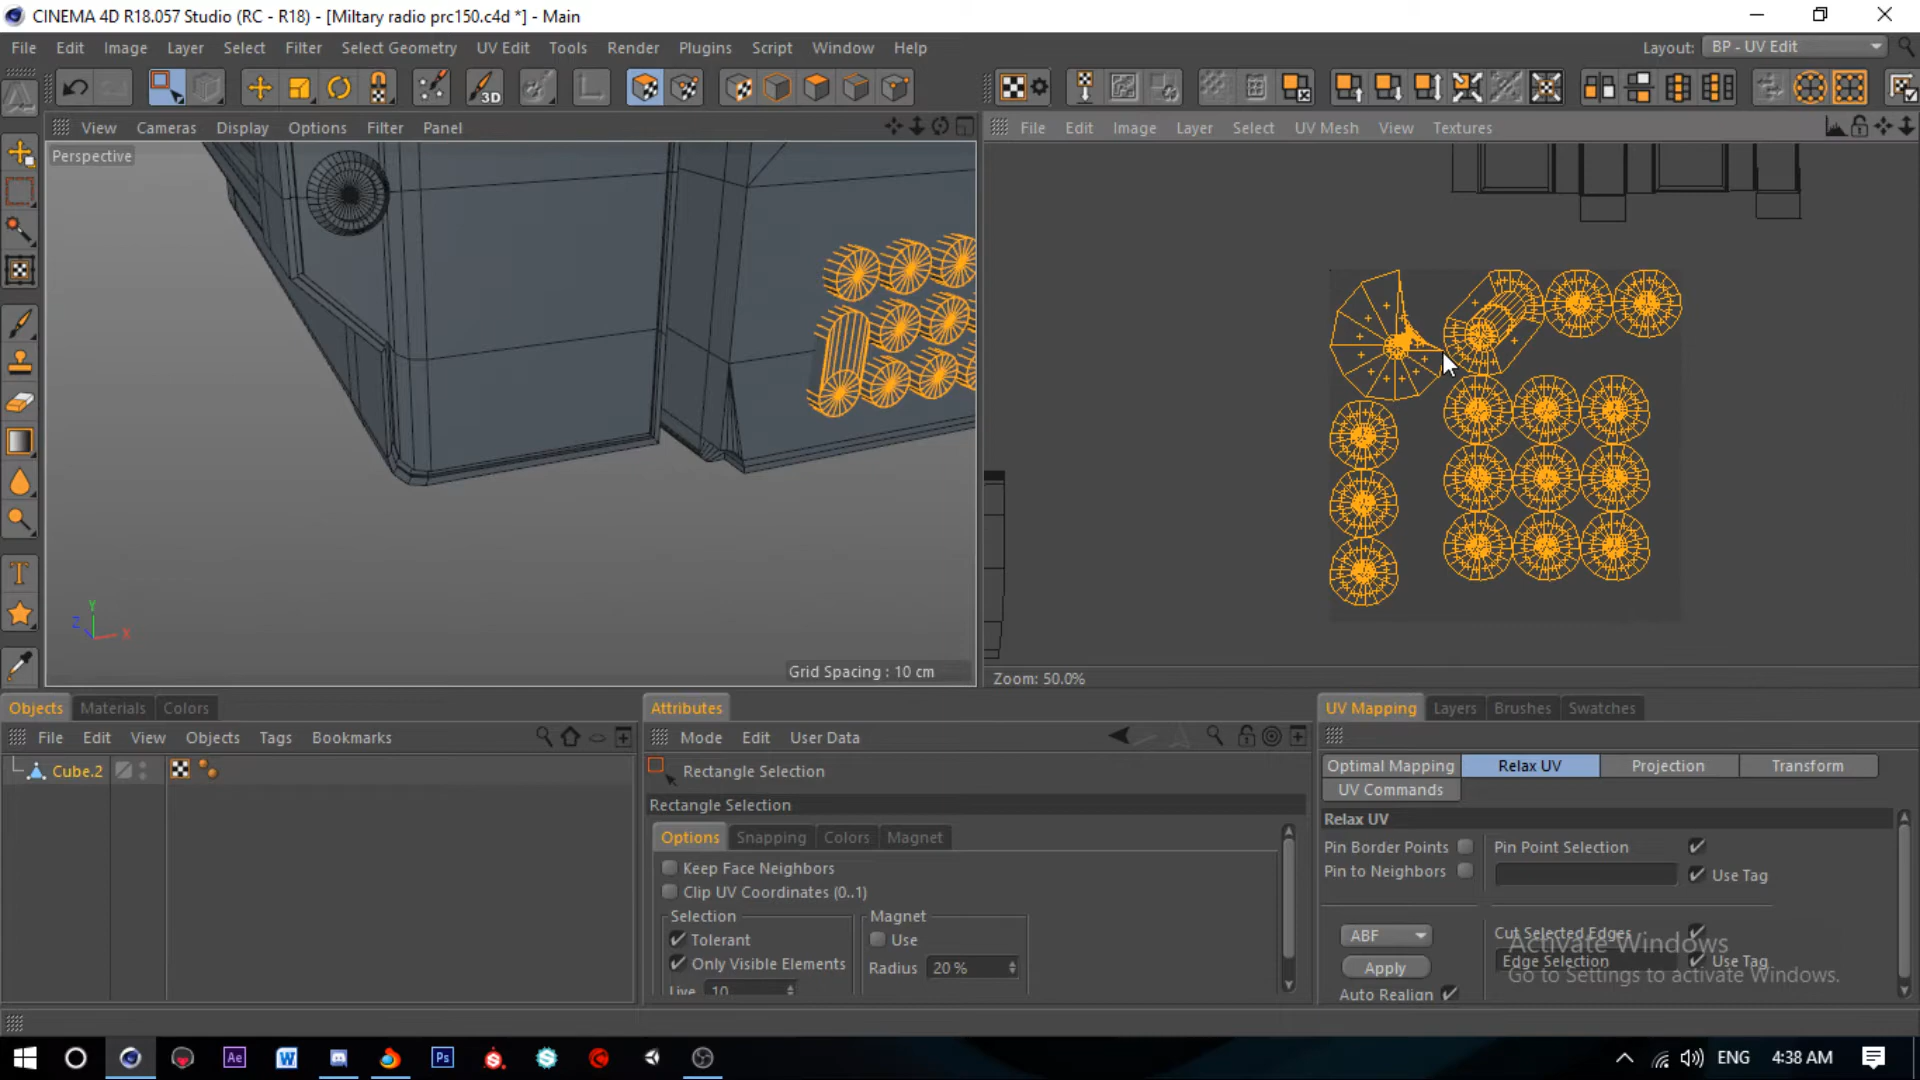 CINEMA 4D R18.057 Studio (RC - R18) - [Miltary radio prc150.c4d *] - Main
File Edit Image Layer Select Filter Select Geometry UV Edit Tools Render Plugins Script Window Help
Layout: BP - UV Edit
3D
View Cameras Display Options Filter Panel
File Edit Image Layer Select UV Mesh View Textures
Perspective
Y
Z X
Grid Spacing : 10 cm
Zoom: 50.0%
Objects Materials Colors
Attributes
UV Mapping Layers Brushes Swatches
File Edit View Objects Tags Bookmarks
Mode Edit User Data
Cube.2
Rectangle Selection
Optimal Mapping Relax UV Projection Transform
UV Commands
Rectangle Selection
Relax UV
Options Snapping Colors Magnet
Pin Border Points Pin Point Selection
Keep Face Neighbors
Pin to Neighbors Use Tag
Clip UV Coordinates (0..1)
Selection Magnet
Tolerant Use
ABF Cut Selected Edges
Only Visible Elements Radius 20 %
Apply Edge Selection Use Tag
Live 10
Auto Realign
Activate Windows
Go to Settings to activate Windows.
Ae W Ps ENG 4:38 AM